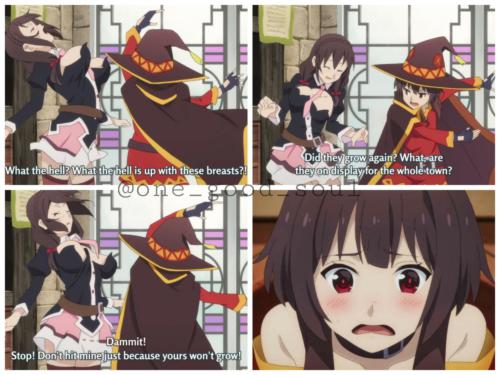 What the hell? What the hell is up with these breasts?!
Did they grow again? What, are
they on display for the whole town?
@one_good_soul
Dammit!
Stop! Don't hit mine just because yours won't grow!